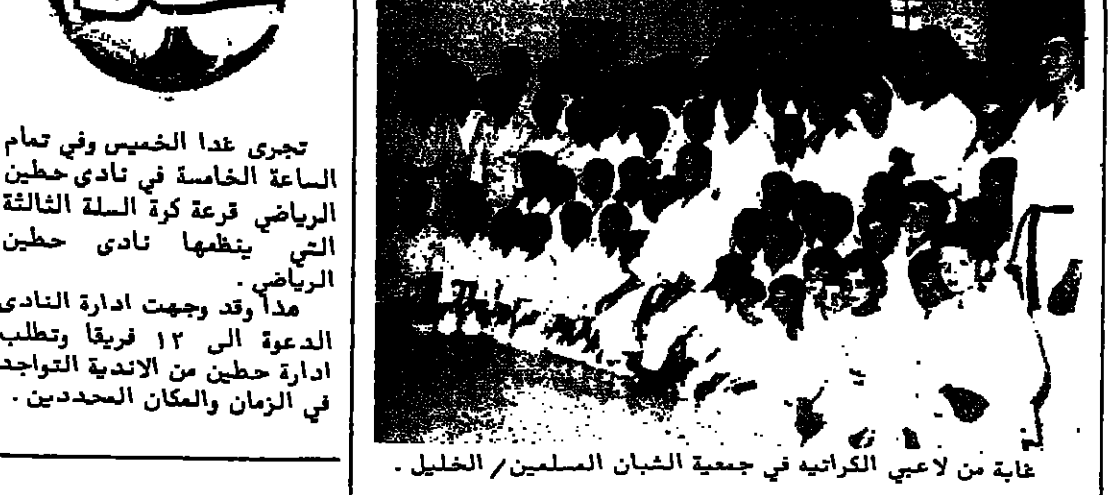 تجرى غدا الخميس وفي تمام
الساعة الخامسة في نادي حطين
الرياضي قرعة كرة السلة الثالثة
التي ينظمها نادى حطين
الرياضي .
هذا وقد وجهت ادارة النادى
الدعوة الى ١٢ فريقا وتطلب
ادارة حطين من الاندية التواجد
في الزمان والمكان المحددين .
غابة من لاعبي الكراتيه في جمعية الشبان المسلمين / الخليل .